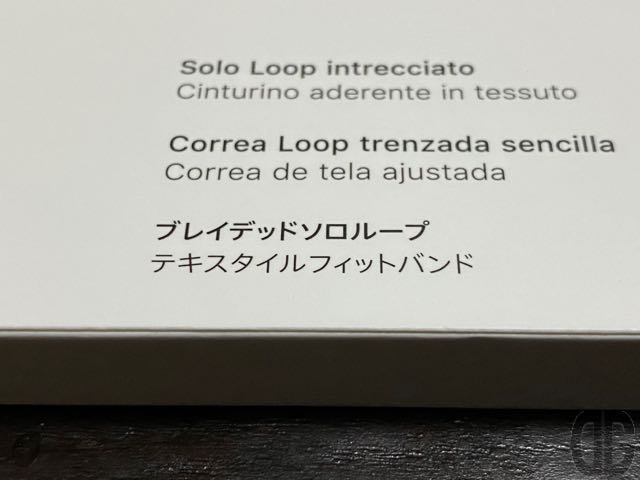 Solo Loop intrecciato
Cinturino aderente in tessuto
Correa Loop trenzada sencilla
Correa de tela ajustada
ブレイデッドソロループ
テキスタイルフィットバンド